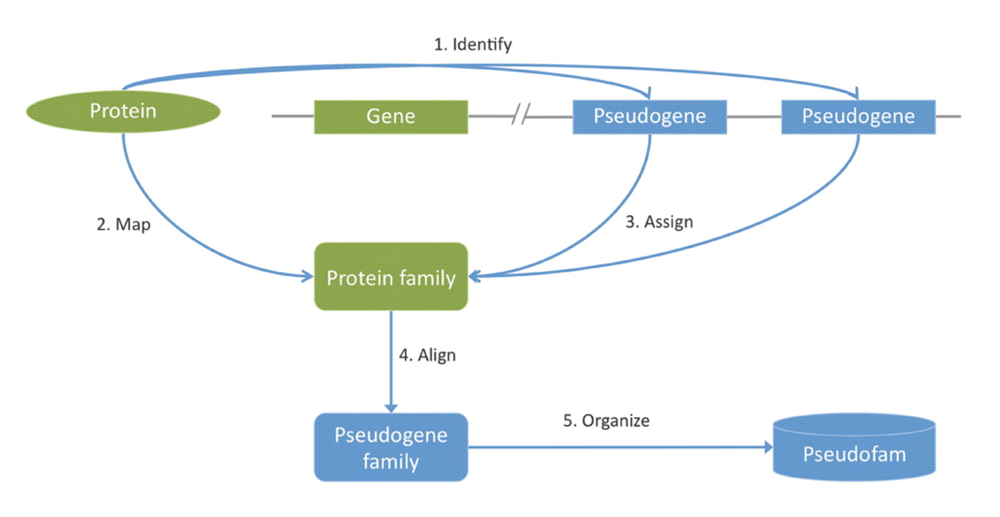 1. Identify
Protein
Gene
Pseudogene
Pseudogene
2. Map
3. Assign
Protein family
4. Align
Pseudogene
family
5. Organize
Pseudofam